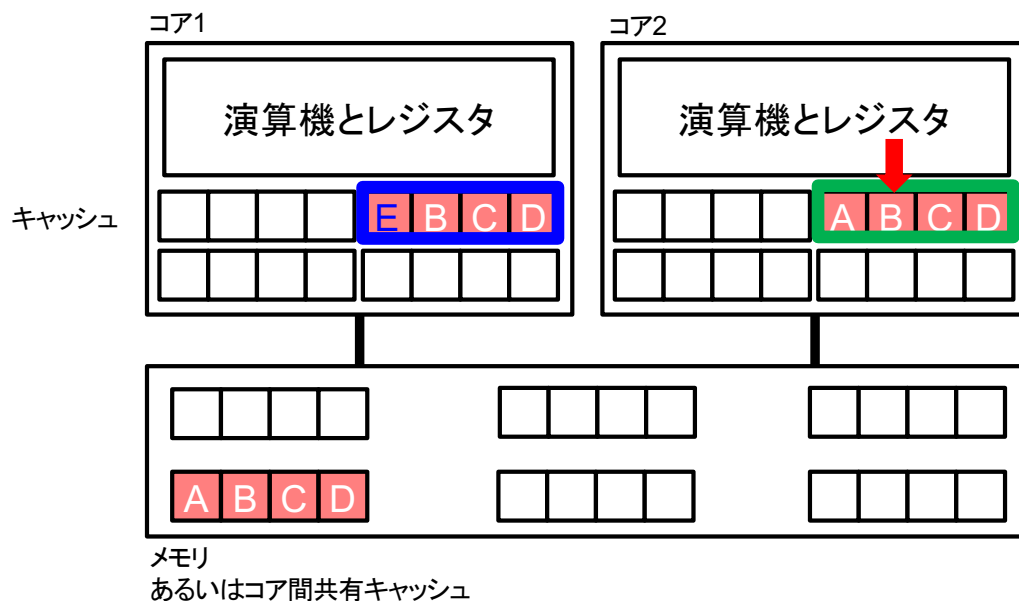 コア1
コア2
演算機とレジスタ
演算機とレジスタ
キャッシュ
E B C D
A B C D
A B C D
メモリ
あるいはコア間共有キャッシュ